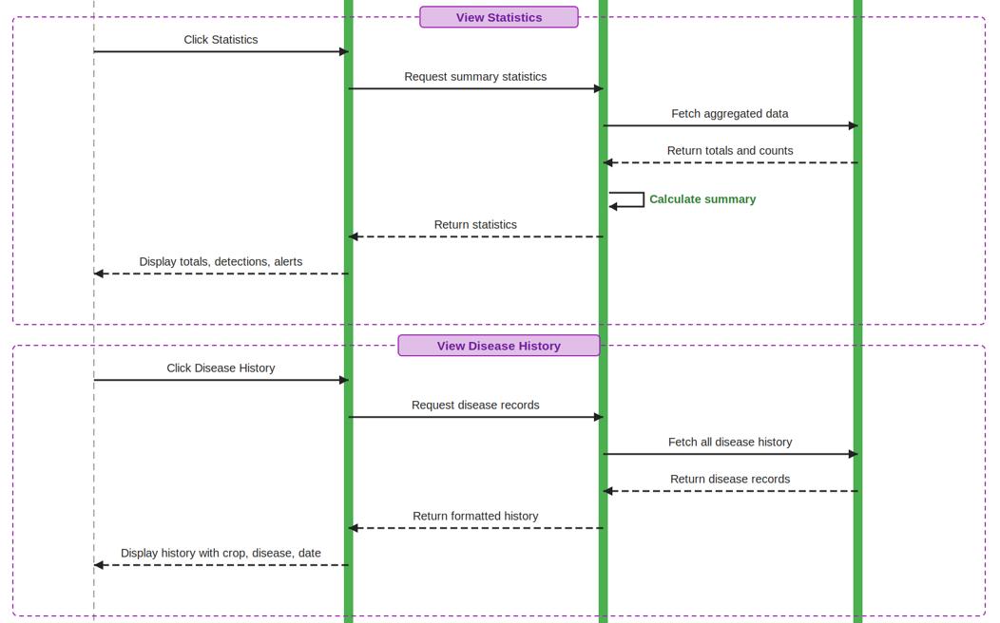 View Statistics
Click Statistics
Request summary statistics
Fetch aggregated data
Return totals and counts
Calculate summary
Return statistics
Display totals, detections, alerts
View Disease History
Click Disease History
Request disease records
Fetch all disease history
Return disease records
Return formatted history
Display history with crop, disease, date